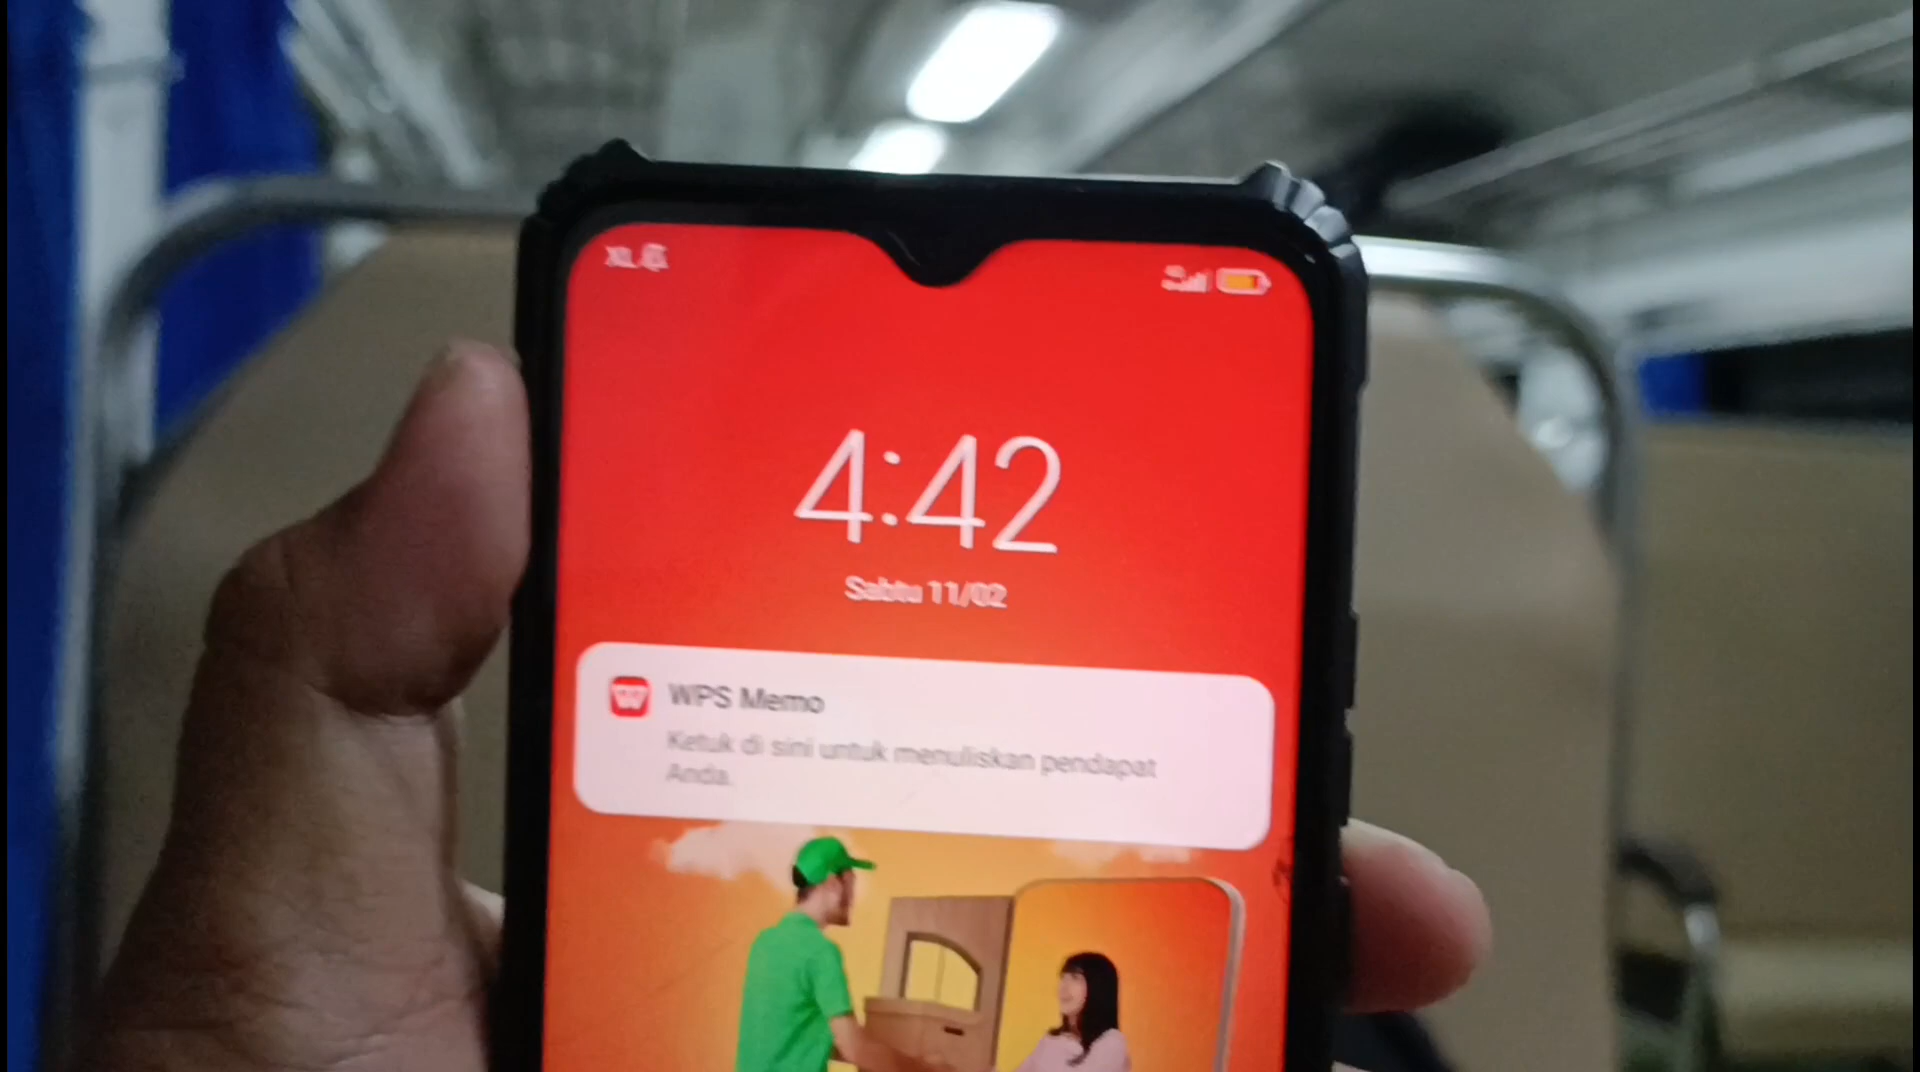 XL
4:42
Sabtu 11/02
WPS Memo
Ketuk di sini untuk menuliskan pendapat
Anda.